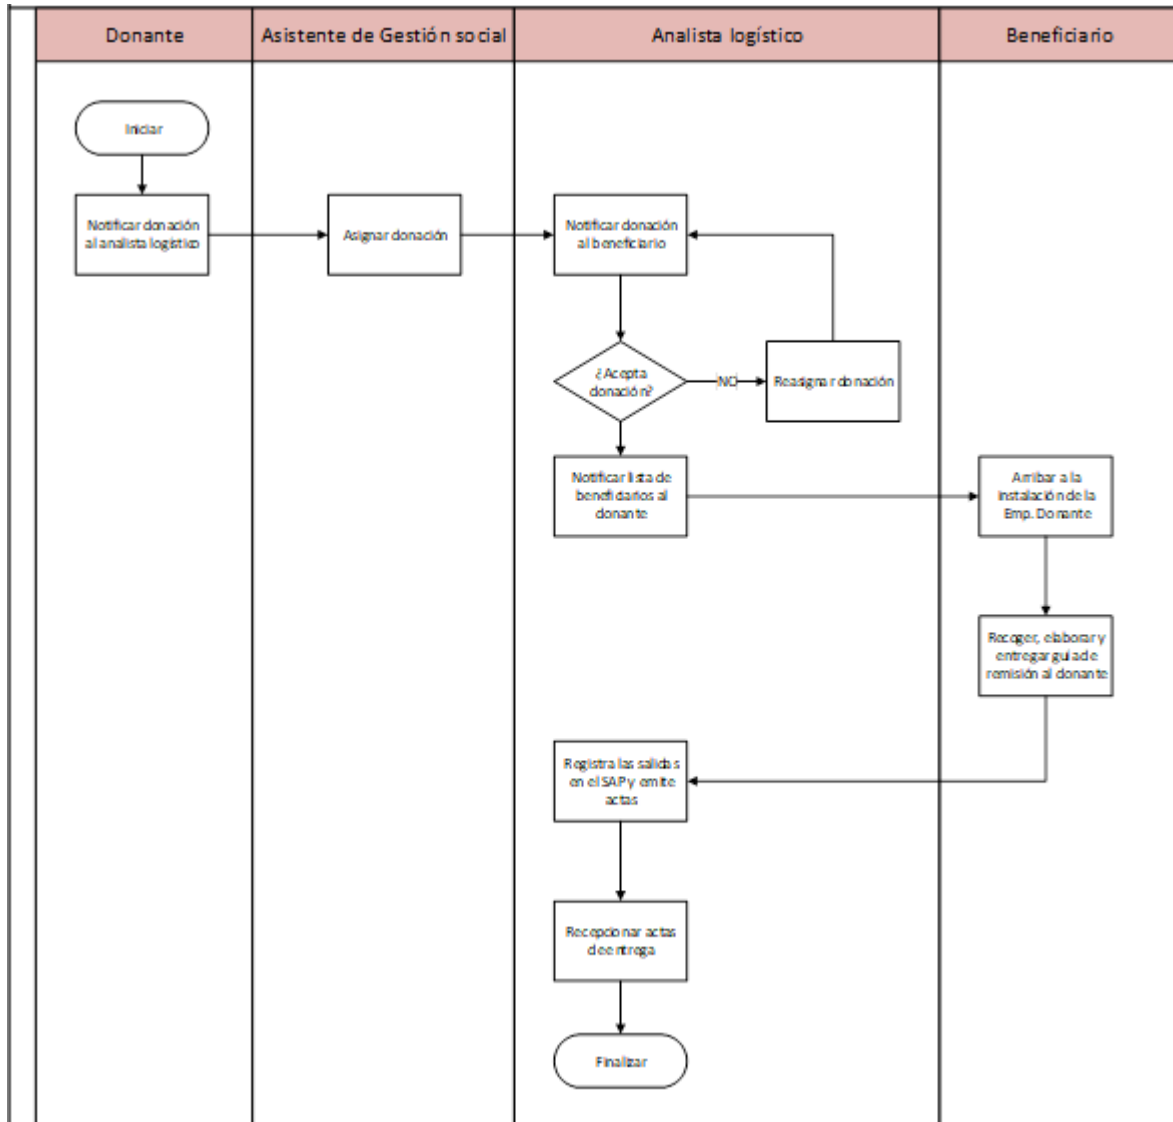 Donante
Asistente de Gestión social
Analista logístico
Beneficiario
Iniciar
Notificar donación
al analista logístico
Asignar donación
Notificar donación
al beneficiario
¿Acepta
donación?
NO
Reasignar donación
Notificar lista de
beneficiarios al
donante
Arribar a la
instalación de la
Emp. Donante
Recoger, elaborar y
entregar guía de
remisión al donante
Registra las salidas
en el SAP y emite
actas
Recepcionar actas
de entrega
Finalizar